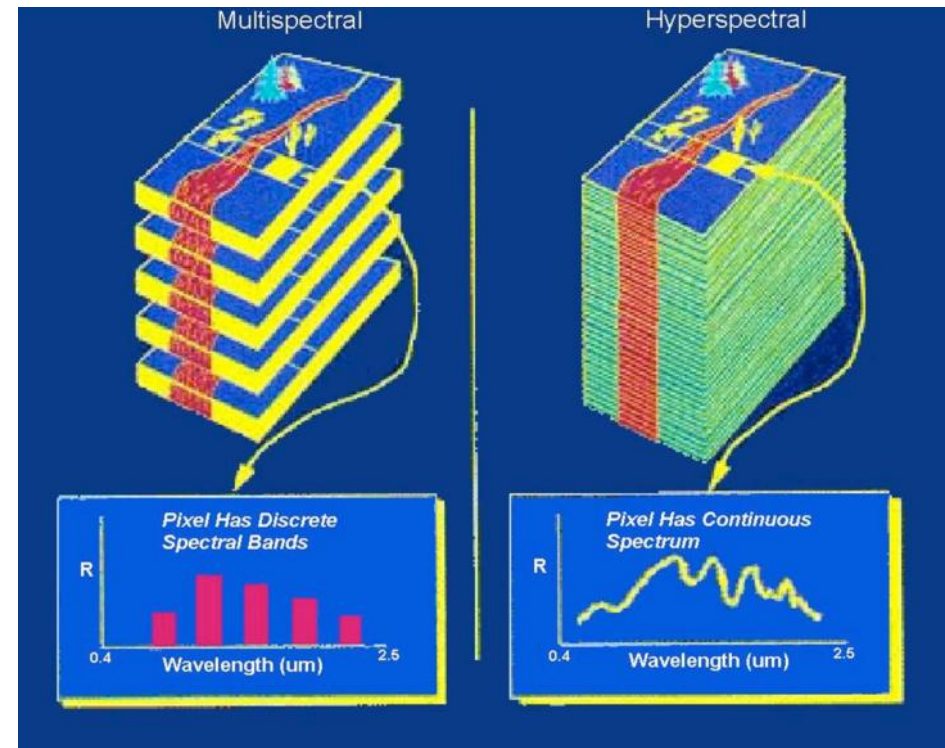 Multispectral
Hyperspectral
Pixel Has Discrete
Spectral Bands
R
0.4
Wavelength (um)
2.5
Pixel Has Continuous
Spectrum
R
0.4
Wavelength (um)
2.5